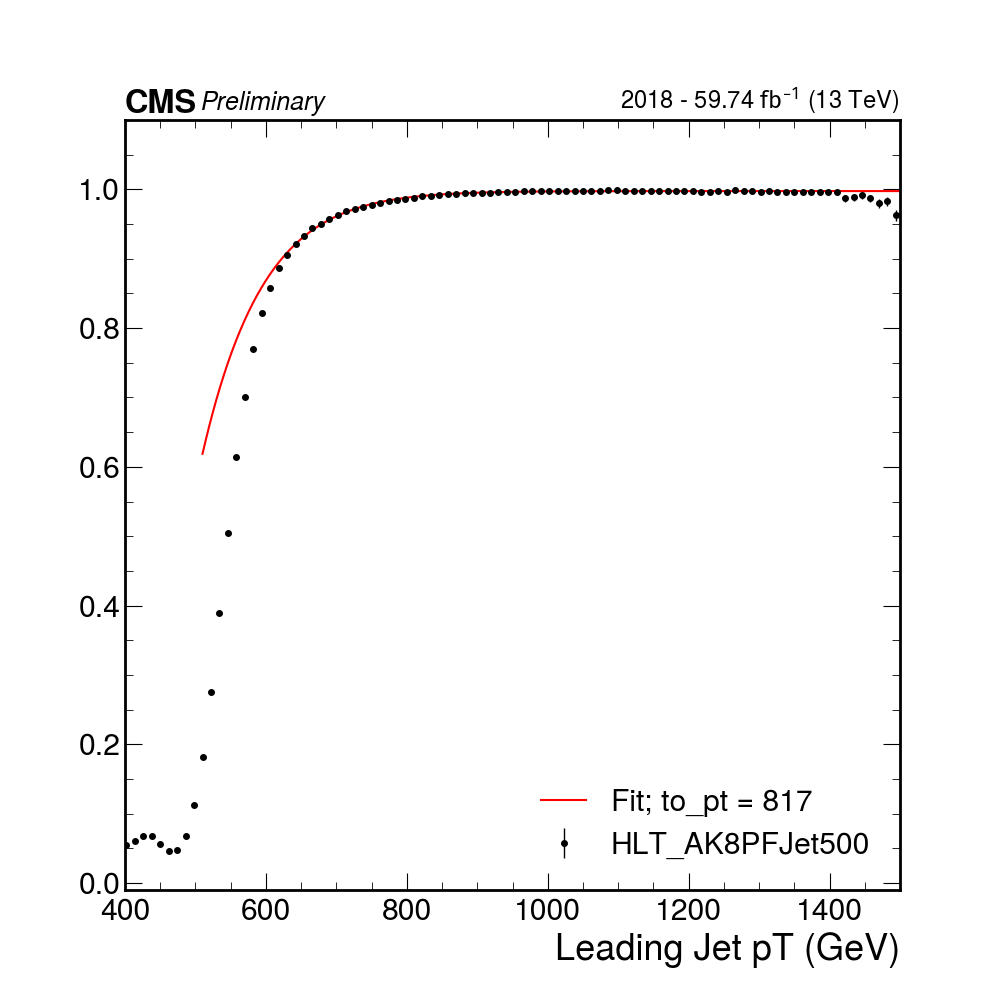 CMS Preliminary
2018 - 59.74 fb⁻¹ (13 TeV)
1.0
0.8
0.6
0.4
0.2
0.0
Fit; to_pt = 817
HLT_AK8PFJet500
400 600 800 1000 1200 1400
Leading Jet pT (GeV)